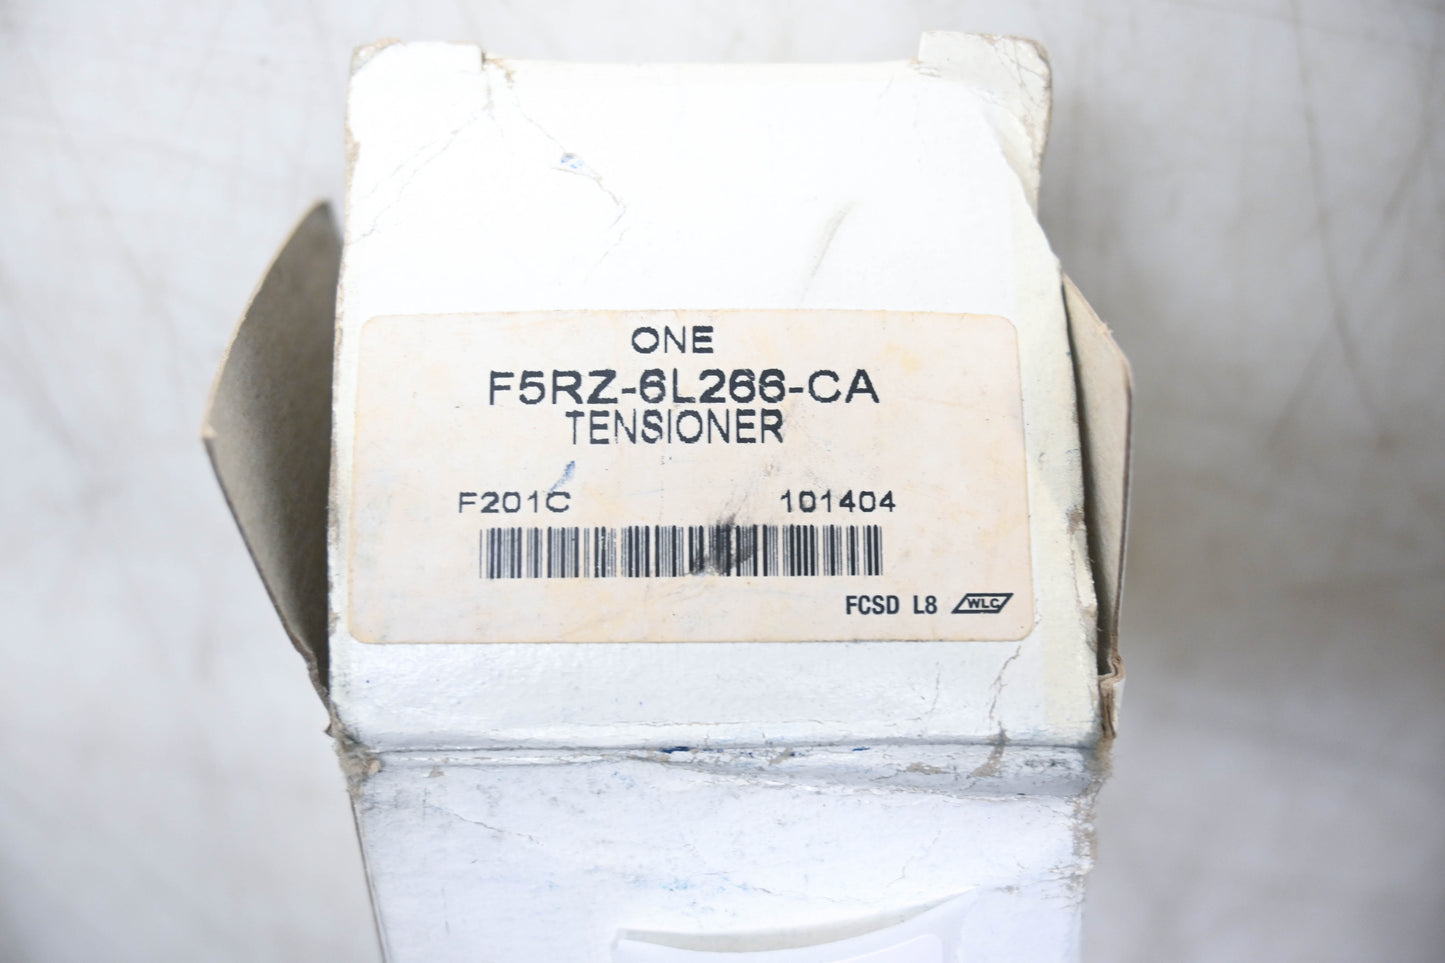 ONE
F5RZ-6L266-CA
TENSIONER
F201C 101404
FCSD L8 WLC